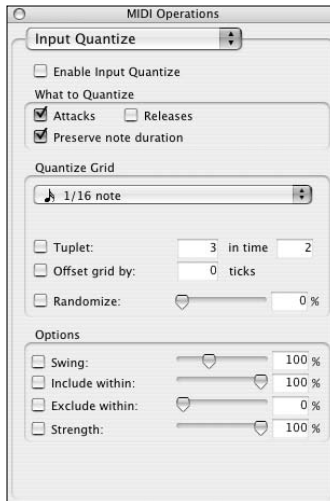 MIDI Operations
Input Quantize
Enable Input Quantize
What to Quantize
Attacks Releases
Preserve note duration
Quantize Grid
1/16 note
Tuplet: 3 in time 2
Offset grid by: 0 ticks
Randomize: 0 %
Options
Swing: 100 %
Include within: 100 %
Exclude within: 0 %
Strength: 100 %